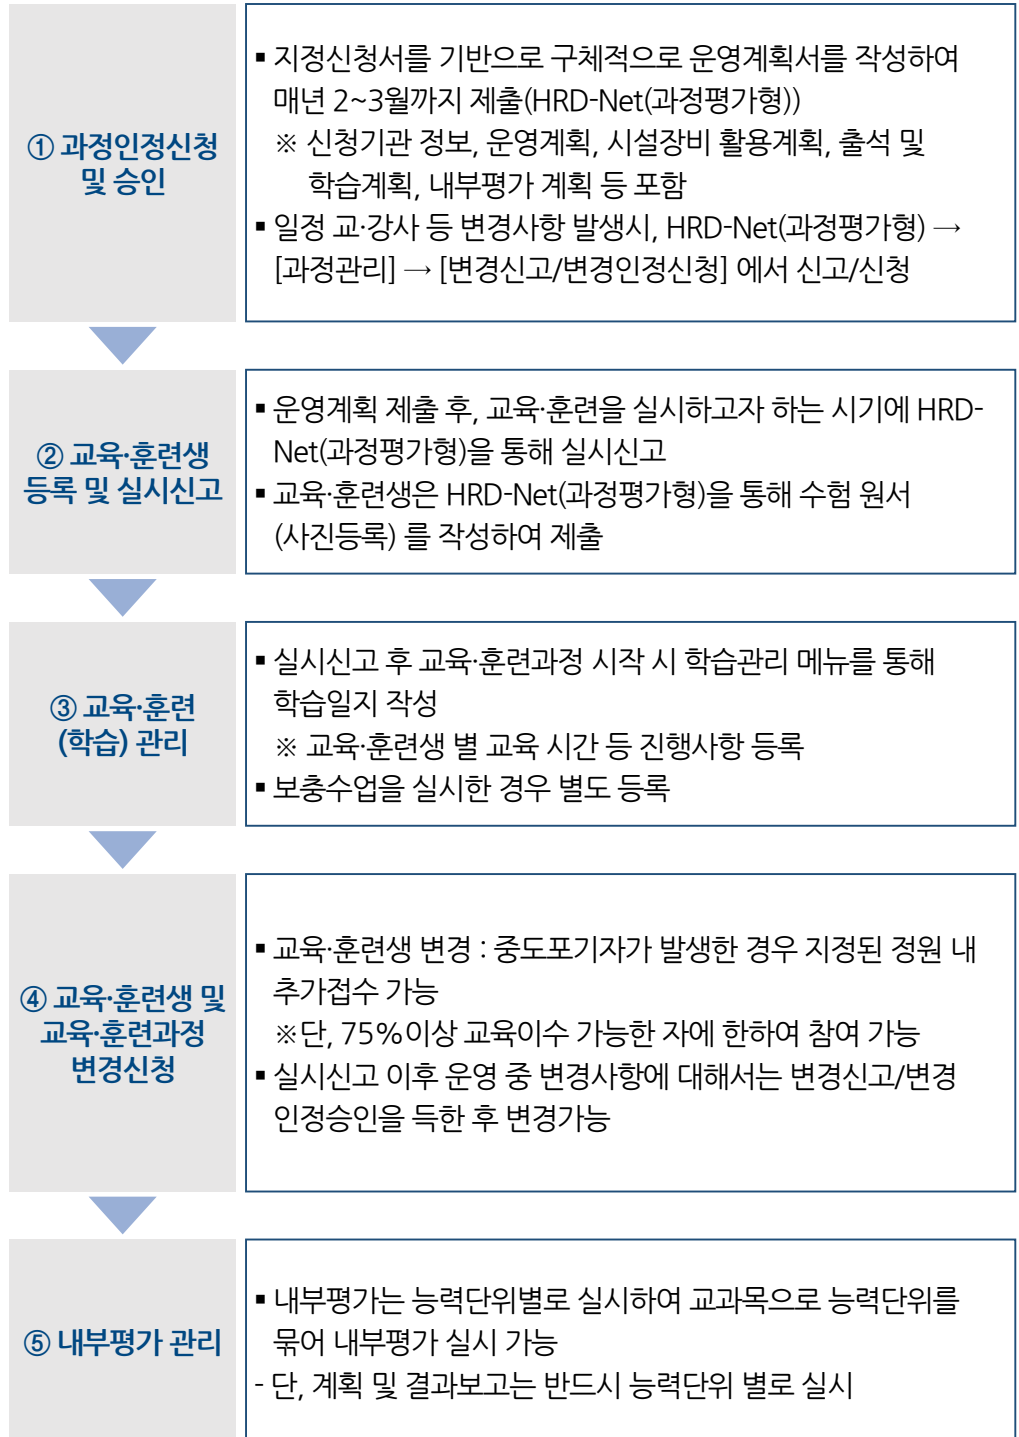 ① 과정인정신청
및 승인
▪ 지정신청서를 기반으로 구체적으로 운영계획서를 작성하여
매년 2~3월까지 제출(HRD-Net(과정평가형))
※ 신청기관 정보, 운영계획, 시설장비 활용계획, 출석 및
학습계획, 내부평가 계획 등 포함
▪ 일정 교·강사 등 변경사항 발생시, HRD-Net(과정평가형) →
[과정관리] → [변경신고/변경인정신청] 에서 신고/신청
② 교육·훈련생
등록 및 실시신고
▪ 운영계획 제출 후, 교육·훈련을 실시하고자 하는 시기에 HRD-
Net(과정평가형)을 통해 실시신고
▪ 교육·훈련생은 HRD-Net(과정평가형)을 통해 수험 원서
(사진등록) 를 작성하여 제출
③ 교육·훈련
(학습) 관리
▪ 실시신고 후 교육·훈련과정 시작 시 학습관리 메뉴를 통해
학습일지 작성
※ 교육·훈련생 별 교육 시간 등 진행사항 등록
▪ 보충수업을 실시한 경우 별도 등록
④ 교육·훈련생 및
교육·훈련과정
변경신청
▪ 교육·훈련생 변경 : 중도포기자가 발생한 경우 지정된 정원 내
추가접수 가능
※단, 75%이상 교육이수 가능한 자에 한하여 참여 가능
▪ 실시신고 이후 운영 중 변경사항에 대해서는 변경신고/변경
인정승인을 득한 후 변경가능
⑤ 내부평가 관리
▪ 내부평가는 능력단위별로 실시하여 교과목으로 능력단위를
묶어 내부평가 실시 가능
- 단, 계획 및 결과보고는 반드시 능력단위 별로 실시